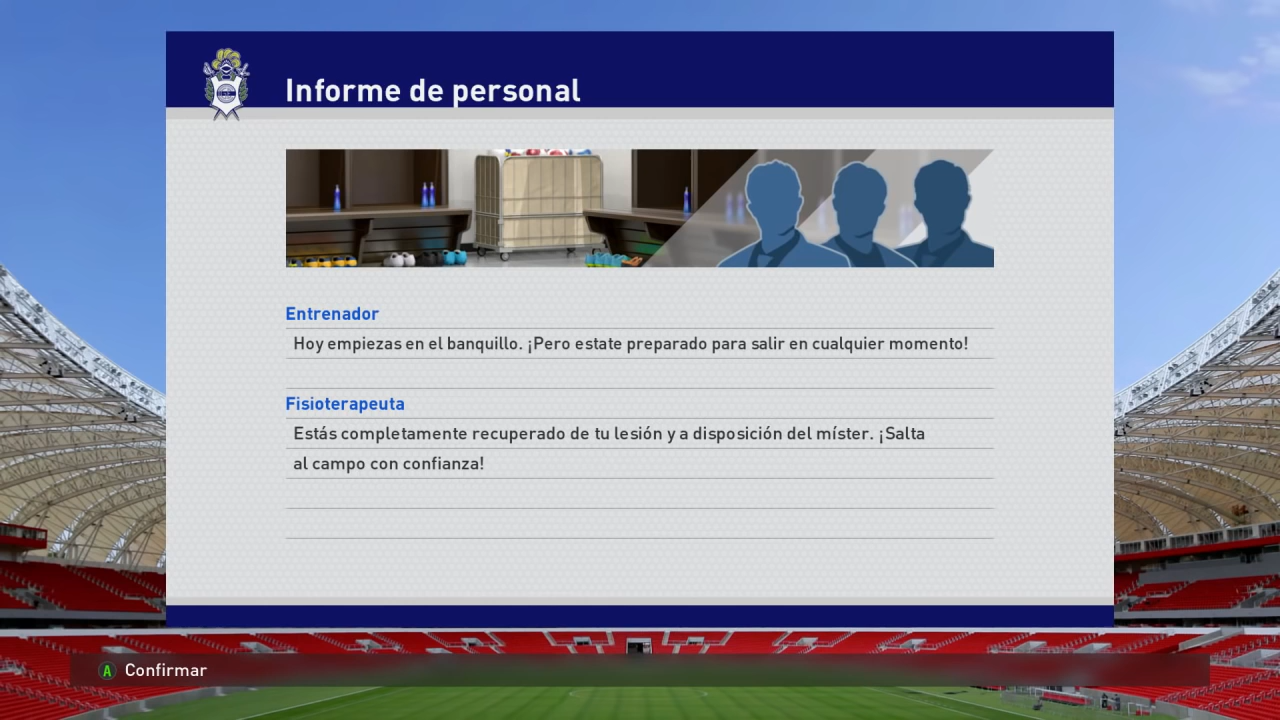 Informe de personal
Entrenador
Hoy empiezas en el banquillo. ¡Pero estate preparado para salir en cualquier momento!
Fisioterapeuta
Estás completamente recuperado de tu lesión y a disposición del míster. ¡Salta
al campo con confianza!
A Confirmar